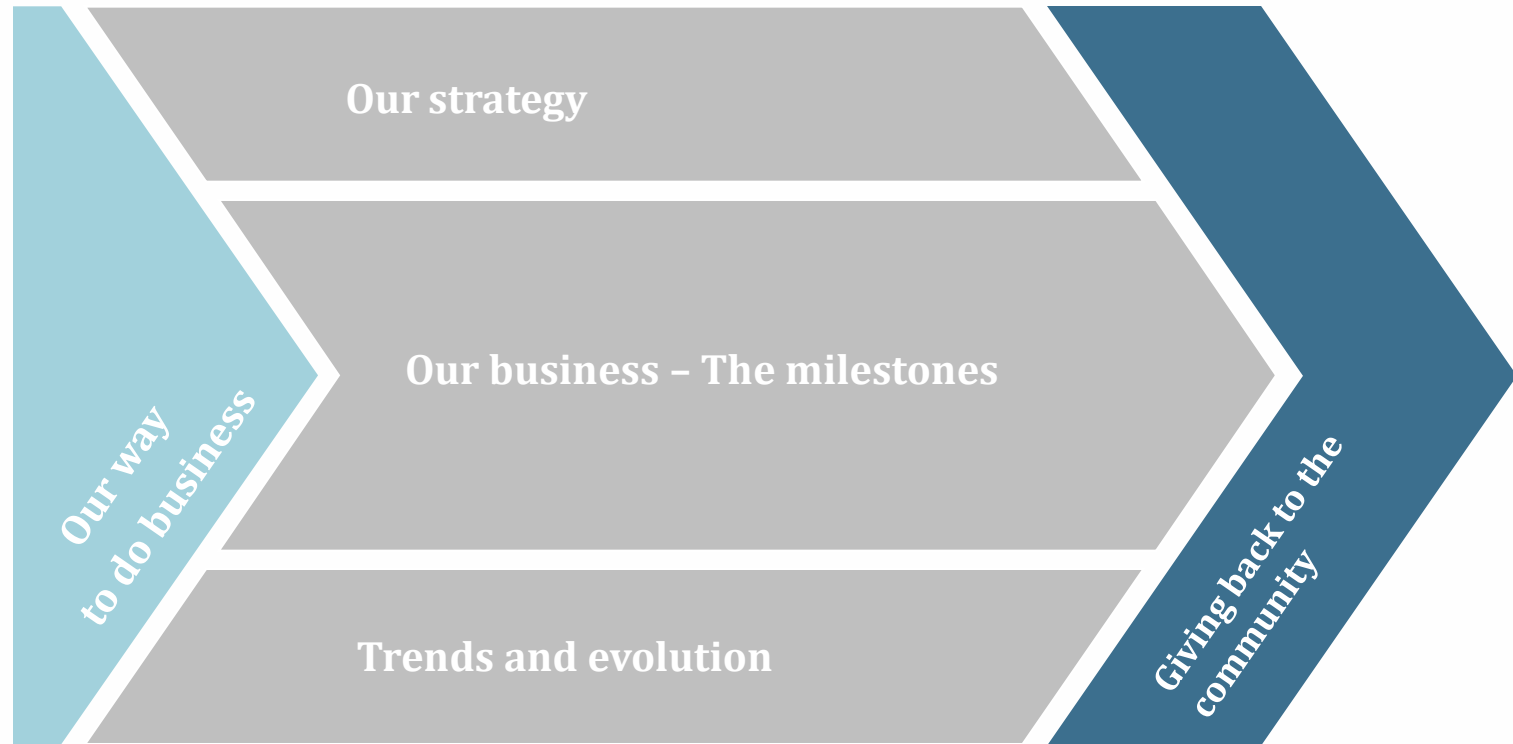 Our strategy
Our business – The milestones
Our way
to do business
Giving back to the
community
Trends and evolution